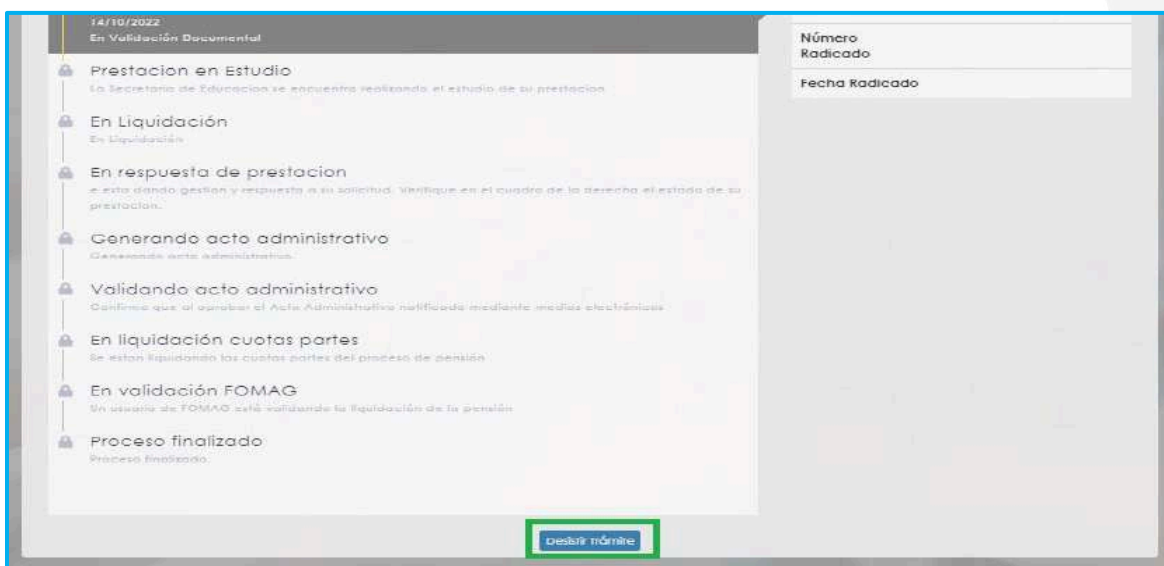 14/10/2022
En Validación Documental
Número
Radicado
Fecha Radicado
Prestacion en Estudio
La Secretaria de Educacion se encuentra realizando el estudio de su prestacion
En Liquidación
En Liquidación
En respuesta de prestacion
e esta dando gestion y respuesta a su solicitud. Verifique en el cuadro de la derecha el estado de su
prestacion.
Generando acto administrativo
Generando acto administrativo.
Validando acto administrativo
Confirma que al aprobar el Acto Administrativo notificado mediante medios electrónicos
En liquidación cuotas partes
Se estan liquidando las cuotas partes del proceso de pensión
En validación FOMAG
Un usuario de FOMAG está validando la liquidación de la pensión
Proceso finalizado
Proceso finalizado.
Desistir trámite